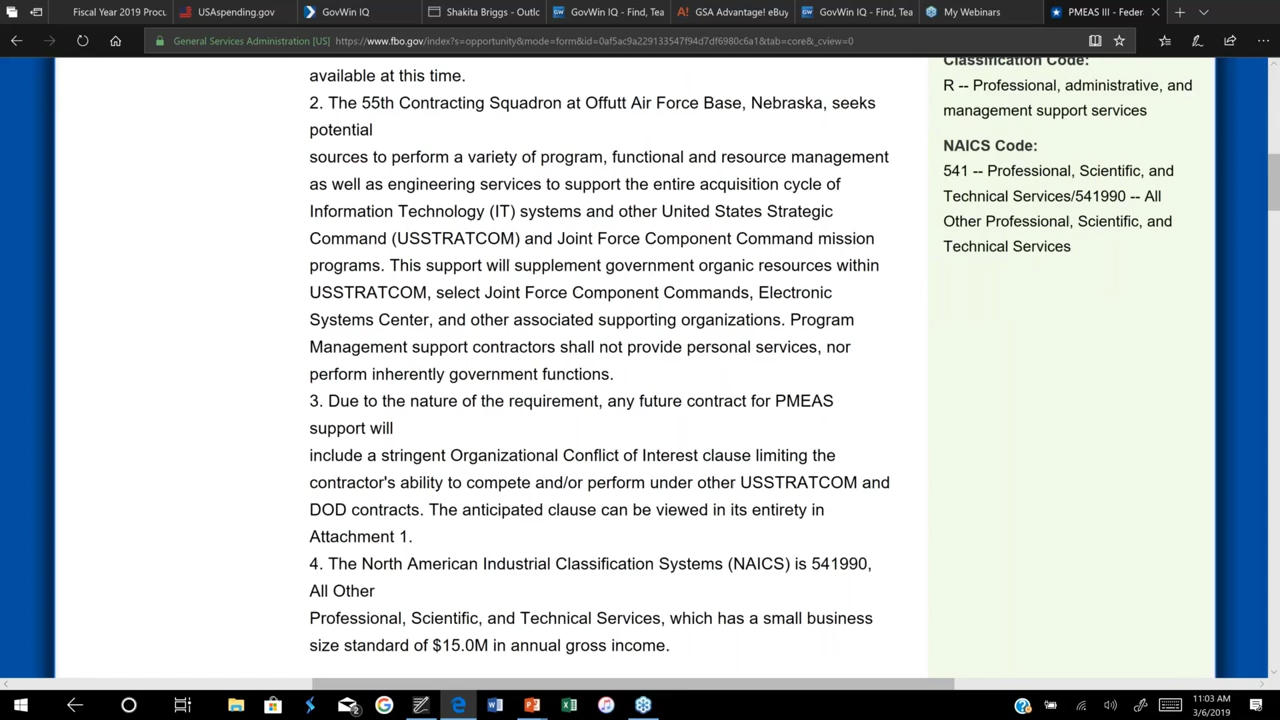 Fiscal Year 2019 Procu
USAspending.gov
GovWin IQ
Shakita Briggs - Outlo
GovWin IQ - Find, Tea
GSA Advantage! eBuy
GovWin IQ - Find, Tea
My Webinars
PMEAS III - Federa
General Services Administration [US] https://www.fbo.gov/index?s=opportunity&mode=form&id=0af5ac9a229133547f94d7df6980c6a1&tab=core&_cview=0
available at this time.
2. The 55th Contracting Squadron at Offutt Air Force Base, Nebraska, seeks
potential
sources to perform a variety of program, functional and resource management
as well as engineering services to support the entire acquisition cycle of
Information Technology (IT) systems and other United States Strategic
Command (USSTRATCOM) and Joint Force Component Command mission
programs. This support will supplement government organic resources within
USSTRATCOM, select Joint Force Component Commands, Electronic
Systems Center, and other associated supporting organizations. Program
Management support contractors shall not provide personal services, nor
perform inherently government functions.
3. Due to the nature of the requirement, any future contract for PMEAS
support will
include a stringent Organizational Conflict of Interest clause limiting the
contractor's ability to compete and/or perform under other USSTRATCOM and
DOD contracts. The anticipated clause can be viewed in its entirety in
Attachment 1.
4. The North American Industrial Classification Systems (NAICS) is 541990,
All Other
Professional, Scientific, and Technical Services, which has a small business
size standard of $15.0M in annual gross income.
Classification Code:
R -- Professional, administrative, and
management support services
NAICS Code:
541 -- Professional, Scientific, and
Technical Services/541990 -- All
Other Professional, Scientific, and
Technical Services
11:03 AM
3/6/2019